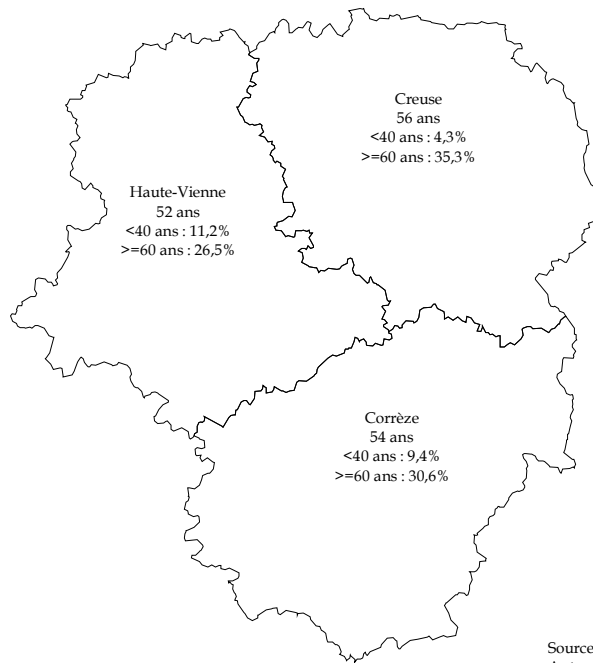 Creuse
56 ans
<40 ans : 4,3%
>=60 ans : 35,3%
Haute-Vienne
52 ans
<40 ans : 11,2%
>=60 ans : 26,5%
Corrèze
54 ans
<40 ans : 9,4%
>=60 ans : 30,6%
Source